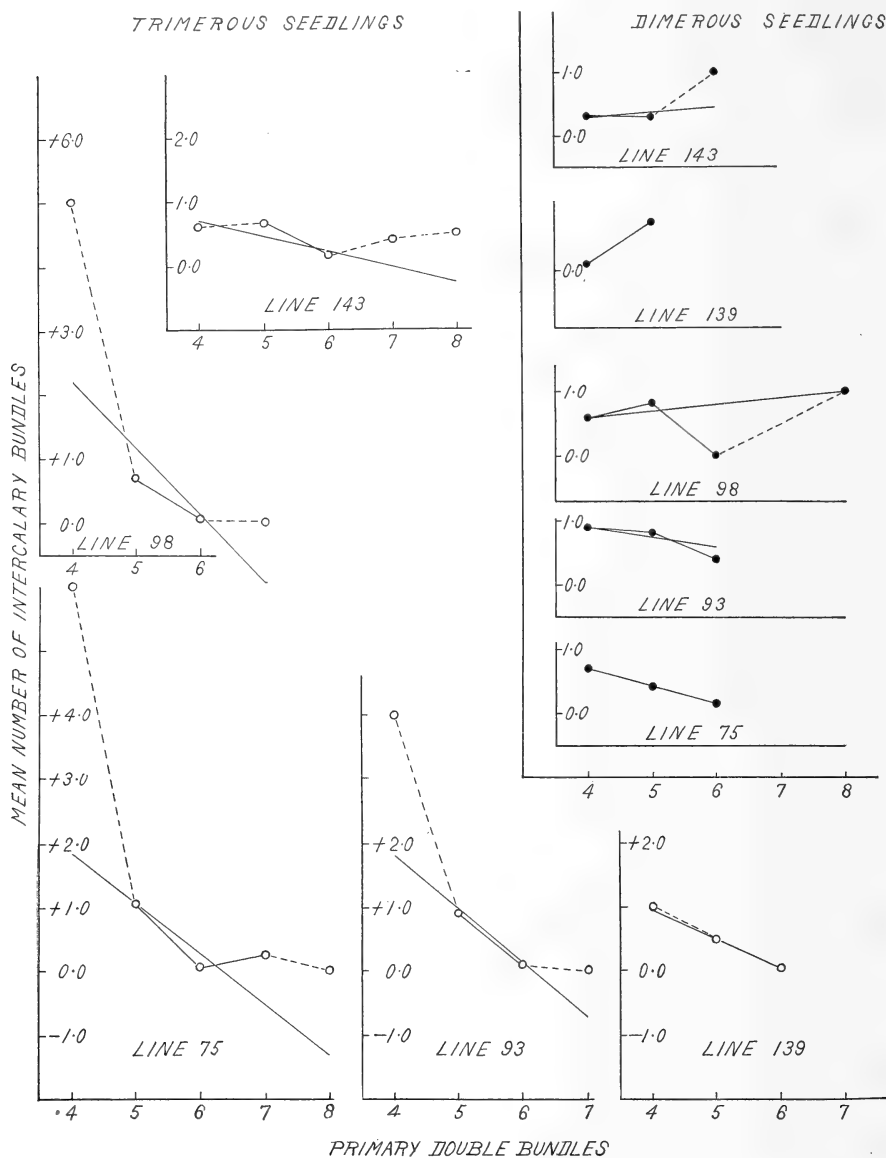 TRIMEROUS SEEDLINGS
DIMEROUS SEEDLINGS
MEAN NUMBER OF INTERCALARY BUNDLES
+6.0
+3.0
+1.0
0.0
LINE 98
4 5 6
2.0
1.0
0.0
LINE 143
4 5 6 7 8
1.0
0.0
LINE 143
0.0
LINE 139
1.0
0.0
LINE 98
1.0
0.0
LINE 93
1.0
0.0
LINE 75
4 5 6 7 8
+4.0
+3.0
+2.0
+1.0
0.0
-1.0
LINE 75
4 5 6 7 8
+2.0
+1.0
0.0
-1.0
LINE 93
4 5 6 7
+2.0
+1.0
0.0
-1.0
LINE 139
4 5 6 7
PRIMARY DOUBLE BUNDLES